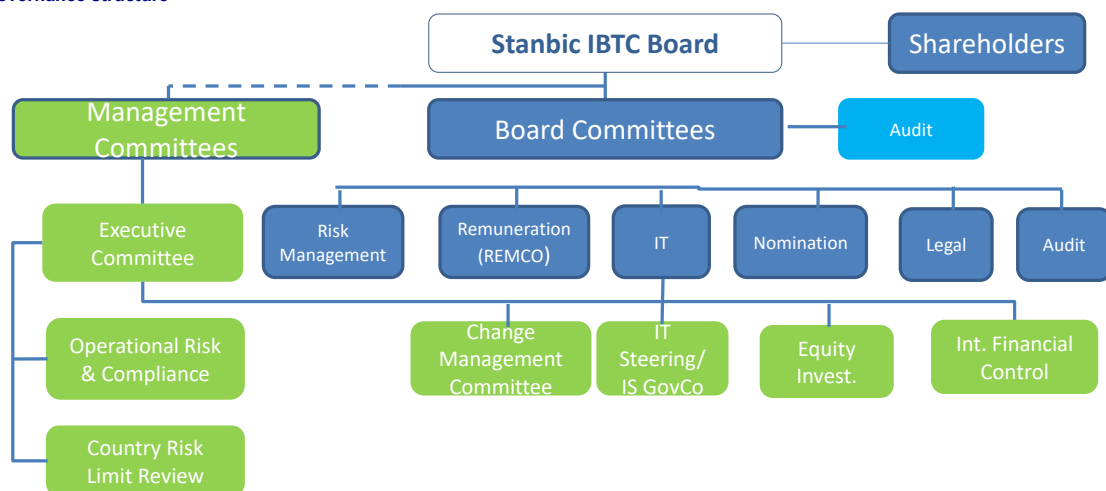 Stanbic IBTC Board
Shareholders
Management
Committees
Board Committees
Audit
Executive
Committee
Risk
Management
Remuneration
(REMCO)
IT
Nomination
Legal
Audit
Operational Risk
& Compliance
Change
Management
Committee
IT
Steering/
IS GovCo
Equity
Invest.
Int. Financial
Control
Country Risk
Limit Review